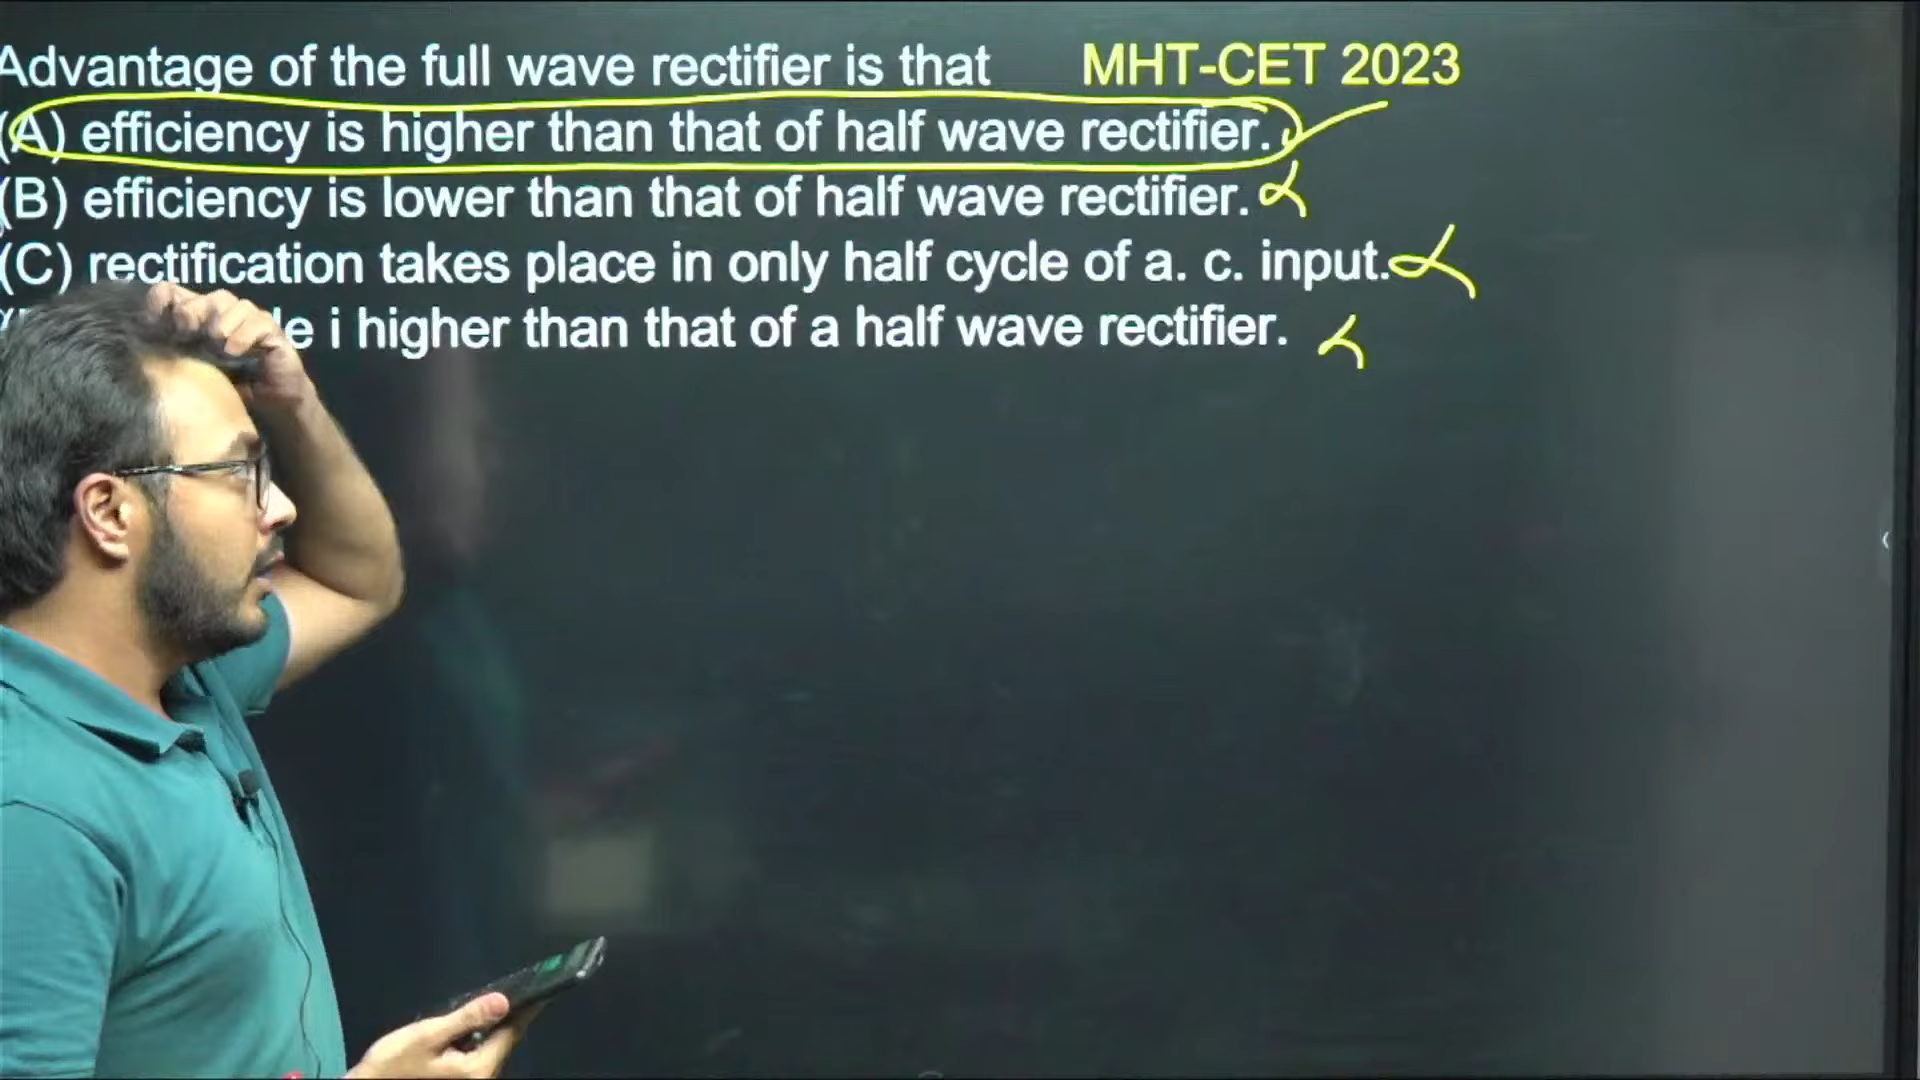 Advantage of the full wave rectifier is that MHT-CET 2023
(A) efficiency is higher than that of half wave rectifier.
(B) efficiency is lower than that of half wave rectifier.
(C) rectification takes place in only half cycle of a. c. input.
i higher than that of a half wave rectifier.